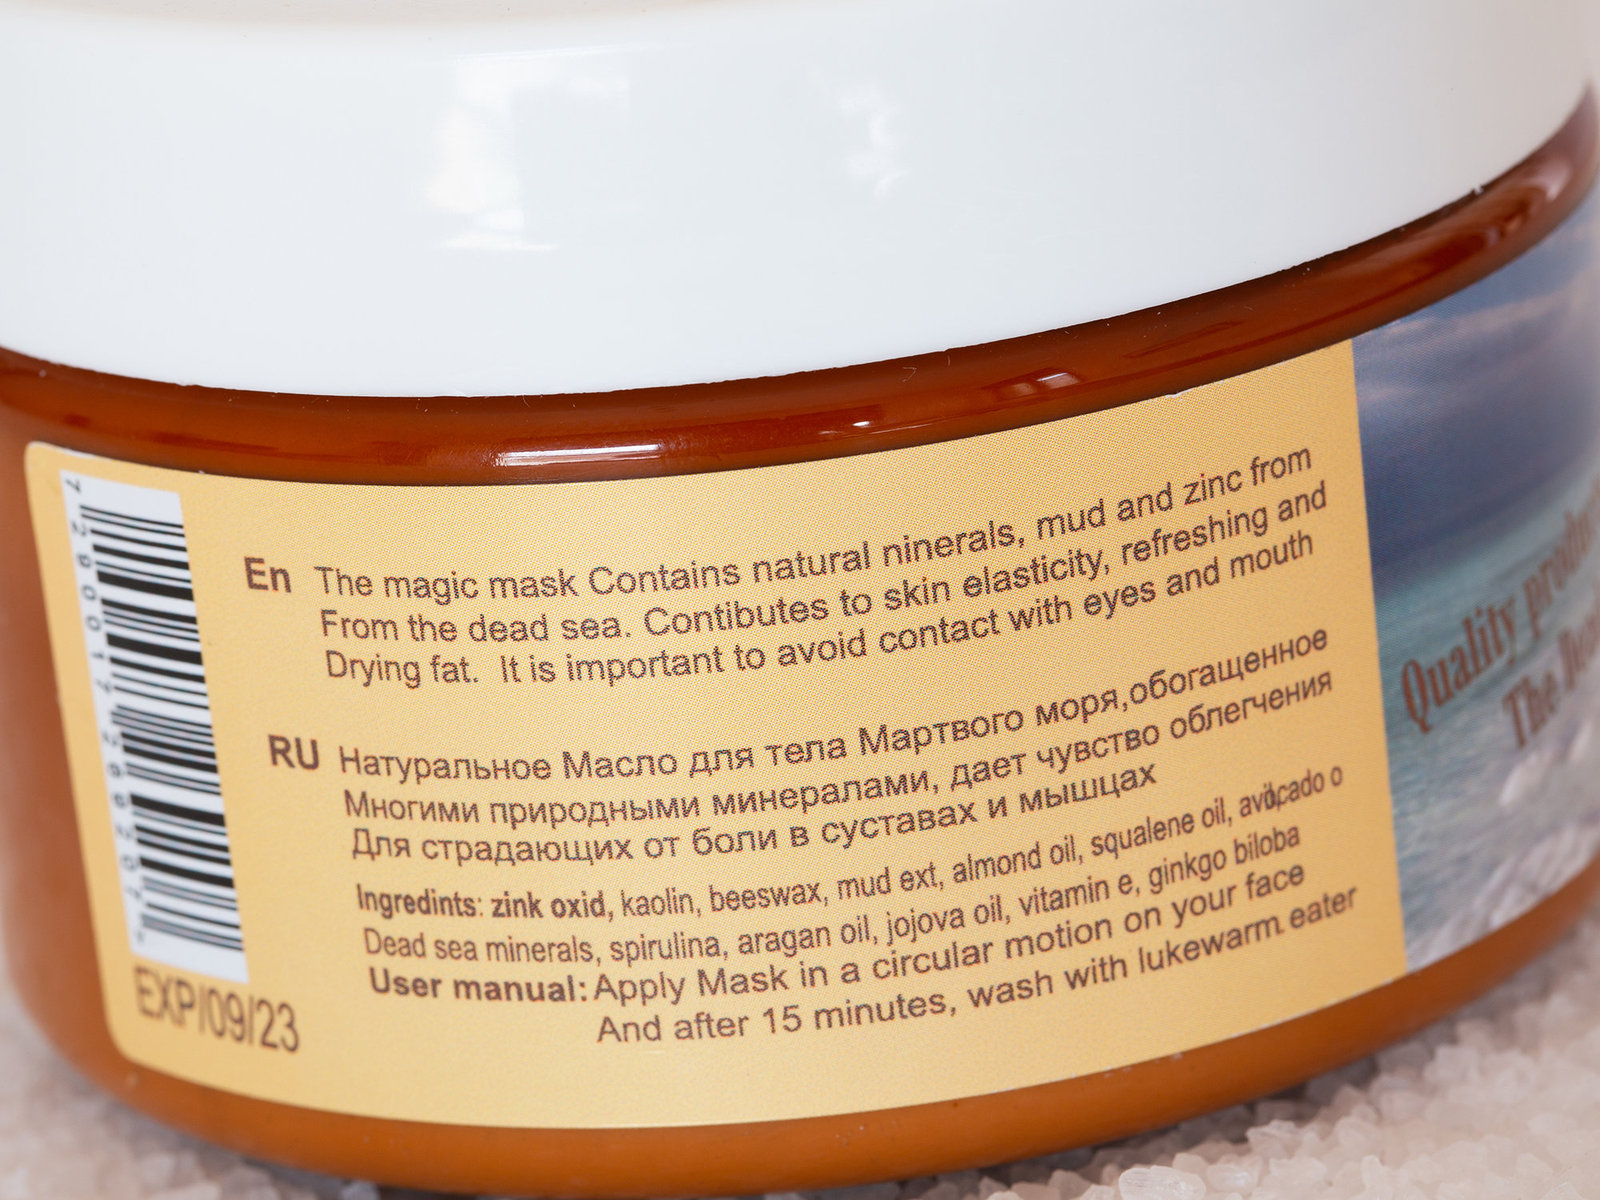 En The magic mask Contains natural ninerals, mud and zinc from
From the dead sea. Contibutes to skin elasticity, refreshing and
Drying fat. It is important to avoid contact with eyes and mouth
RU Натуральное Масло для тела Мартвого моря,обогащенное
Многими природными минералами, дает чувство облегчения
Для страдающих от боли в суставах и мышцах
Ingredints: zink oxid, kaolin, beeswax, mud ext, almond oil, squalene oil, avocado o
Dead sea minerals, spirulina, aragan oil, jojova oil, vitamin e, ginkgo biloba
User manual: Apply Mask in a circular motion on your face
And after 15 minutes, wash with lukewarm. eater
EXP/09/23
Quality
The